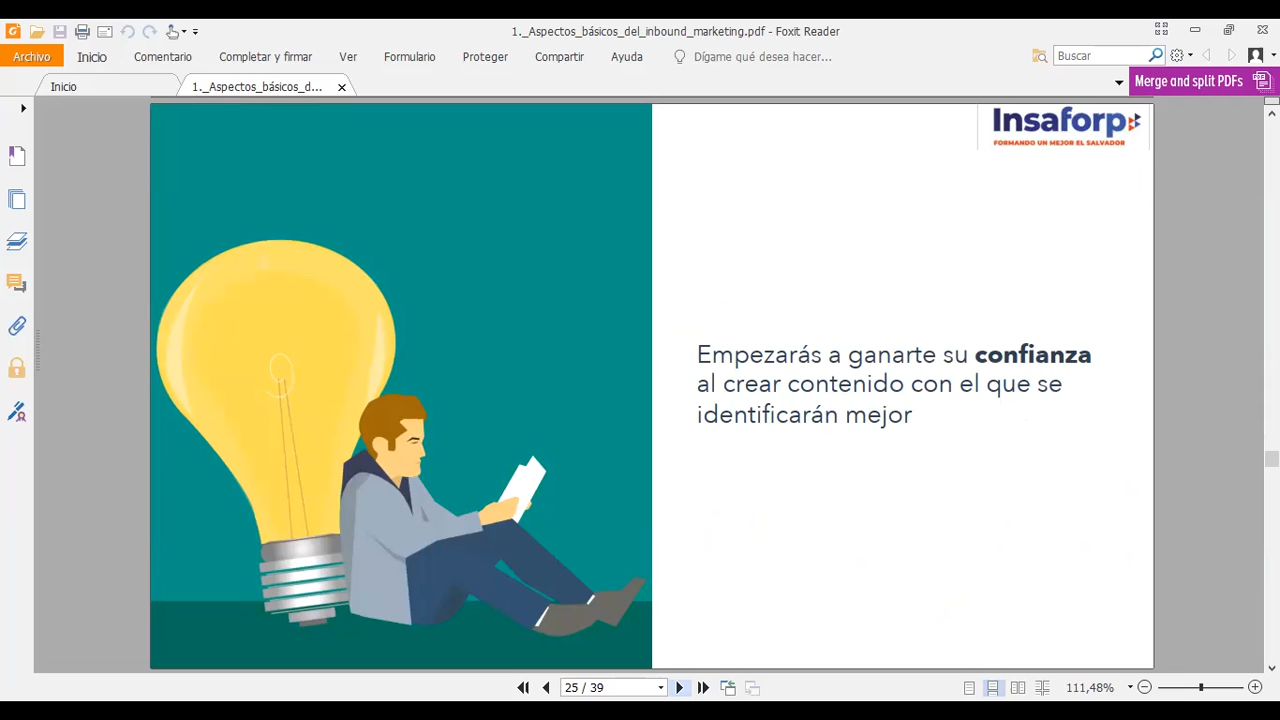 1._Aspectos_básicos_del_inbound_marketing.pdf - Foxit Reader
Archivo Inicio Comentario Completar y firmar Ver Formulario Proteger Compartir Ayuda Dígame qué desea hacer... Buscar
Inicio 1._Aspectos_básicos_d... Merge and split PDFs
Insaforp
FORMANDO UN MEJOR EL SALVADOR
Empezarás a ganarte su confianza
al crear contenido con el que se
identificarán mejor
25 / 39 111,48%